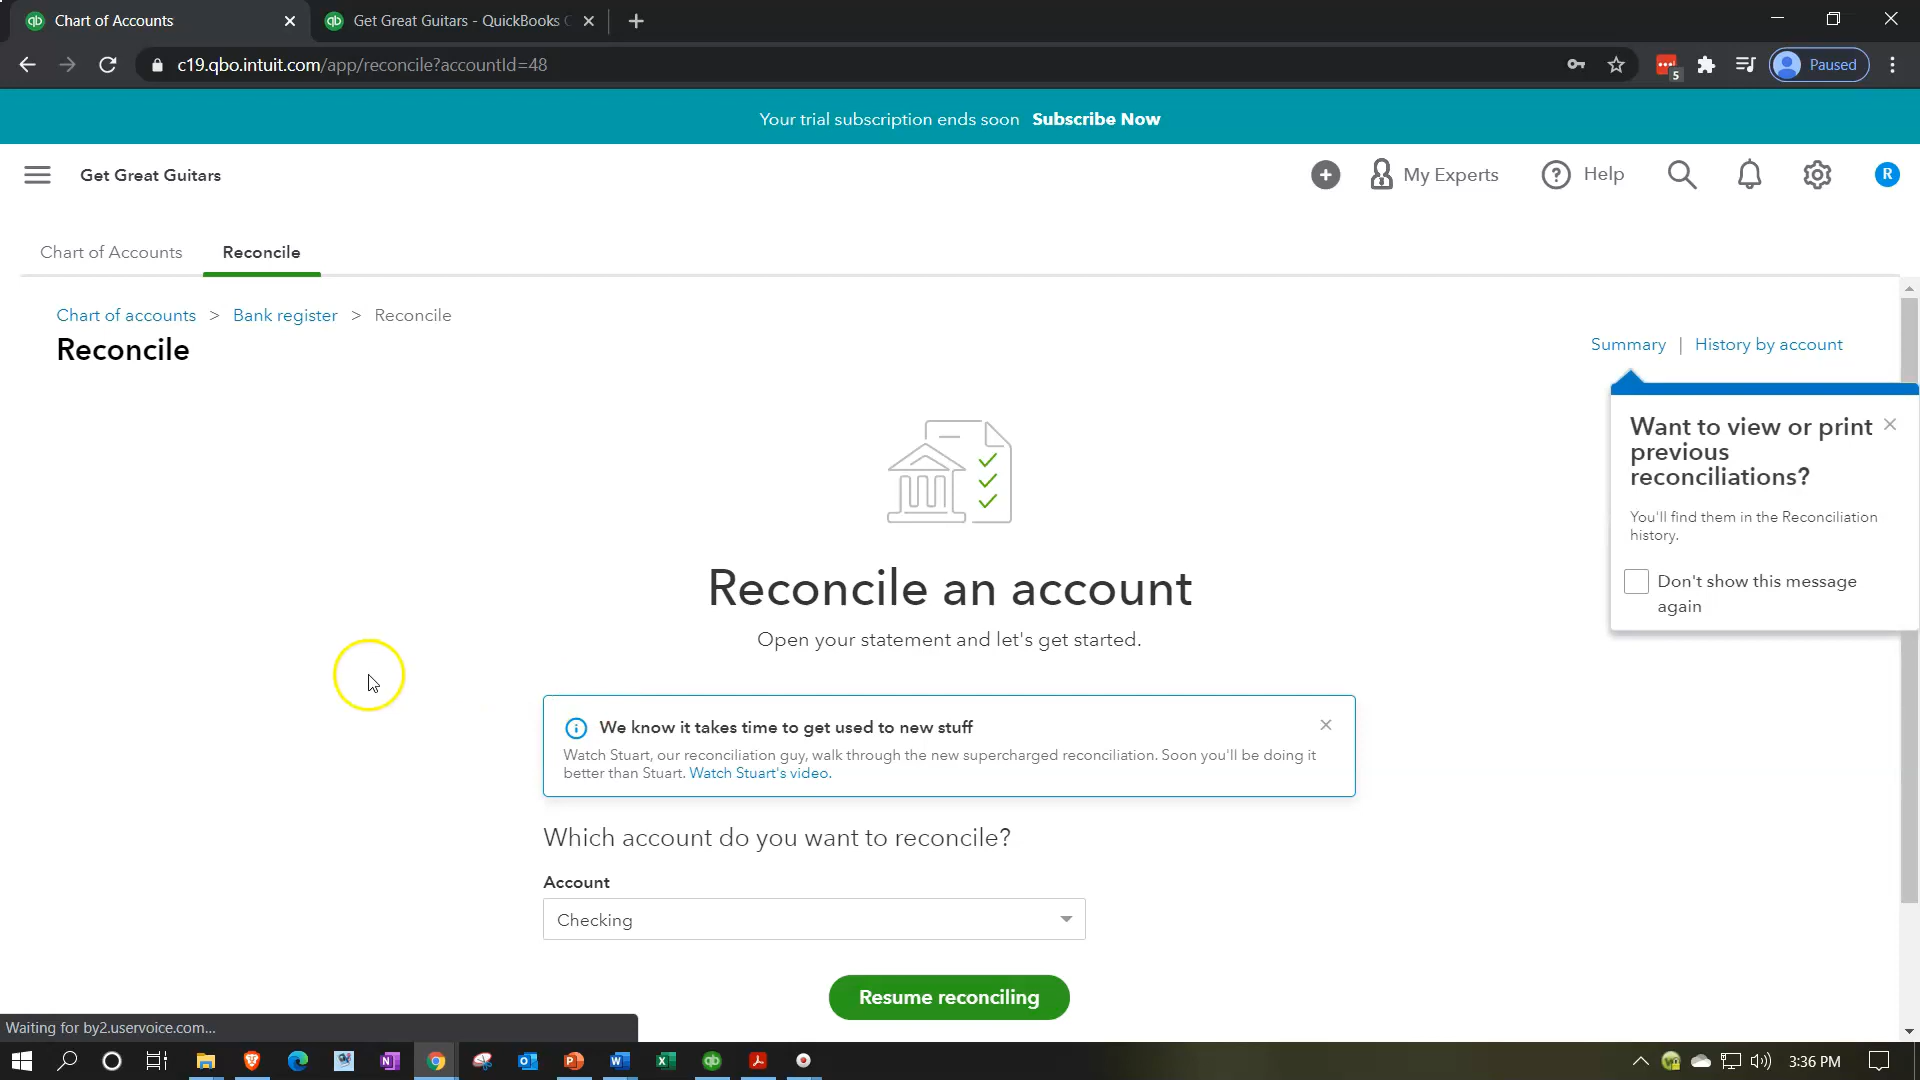 Chart of Accounts
Get Great Guitars - QuickBooks
c19.qbo.intuit.com/app/reconcile?accountId=48
5
Paused
Your trial subscription ends soon Subscribe Now
Get Great Guitars
My Experts
Help
R
Chart of Accounts
Reconcile
Chart of accounts > Bank register > Reconcile
Reconcile
Summary | History by account
Want to view or print
previous
reconciliations?
You'll find them in the Reconciliation
history.
Don't show this message
again
Reconcile an account
Open your statement and let's get started.
We know it takes time to get used to new stuff
Watch Stuart, our reconciliation guy, walk through the new supercharged reconciliation. Soon you'll be doing it
better than Stuart. Watch Stuart's video.
Which account do you want to reconcile?
Account
Checking
Resume reconciling
Waiting for by2.uservoice.com...
3:36 PM